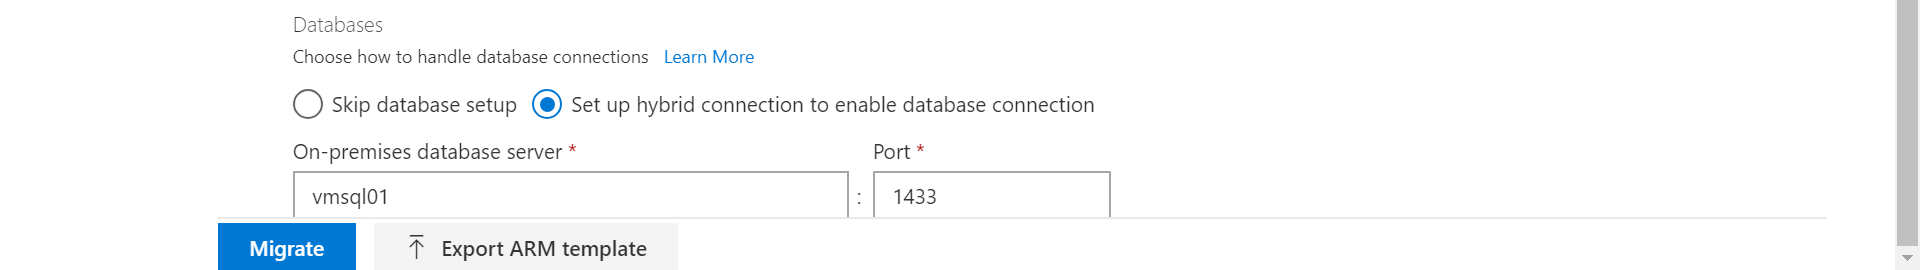 Databases
Choose how to handle database connections Learn More
Skip database setup Set up hybrid connection to enable database connection
On-premises database server * Port *
vmsql01 : 1433
Migrate Export ARM template